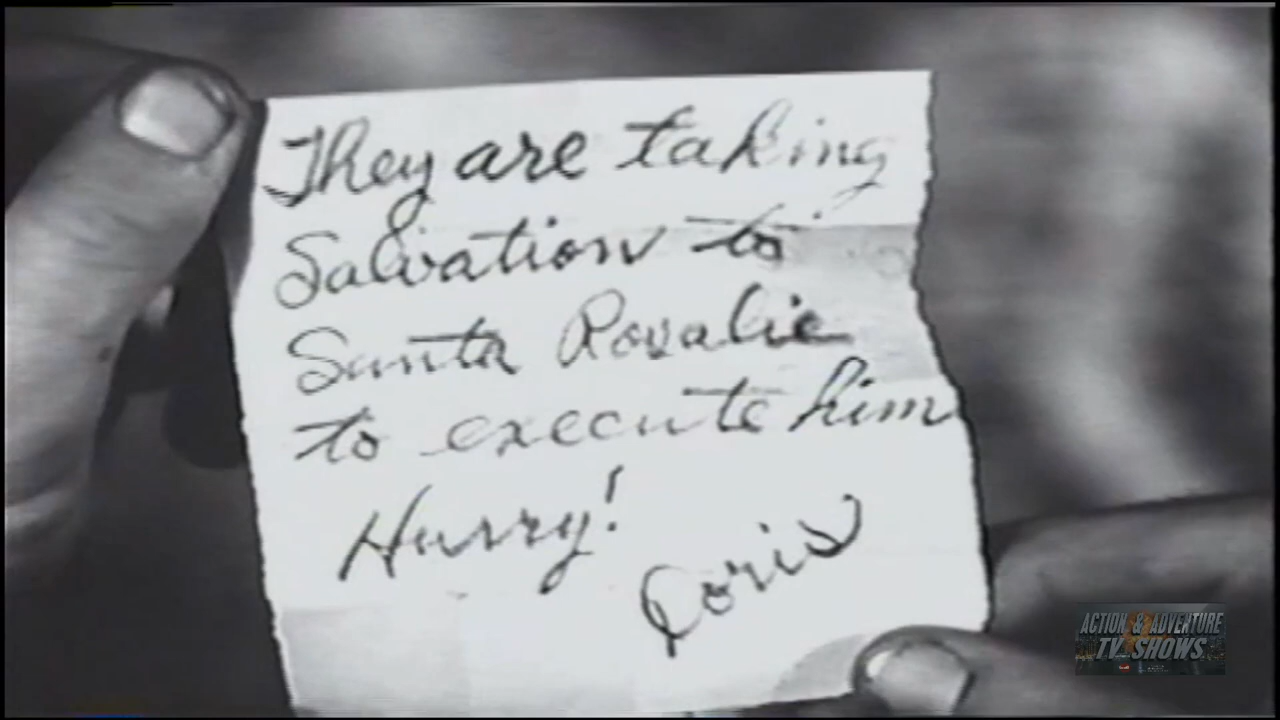 They are taking
Salvation to
Santa Rosalie
to execute him
Hurry!
Doris
ACTION & ADVENTURE
TV SHOWS